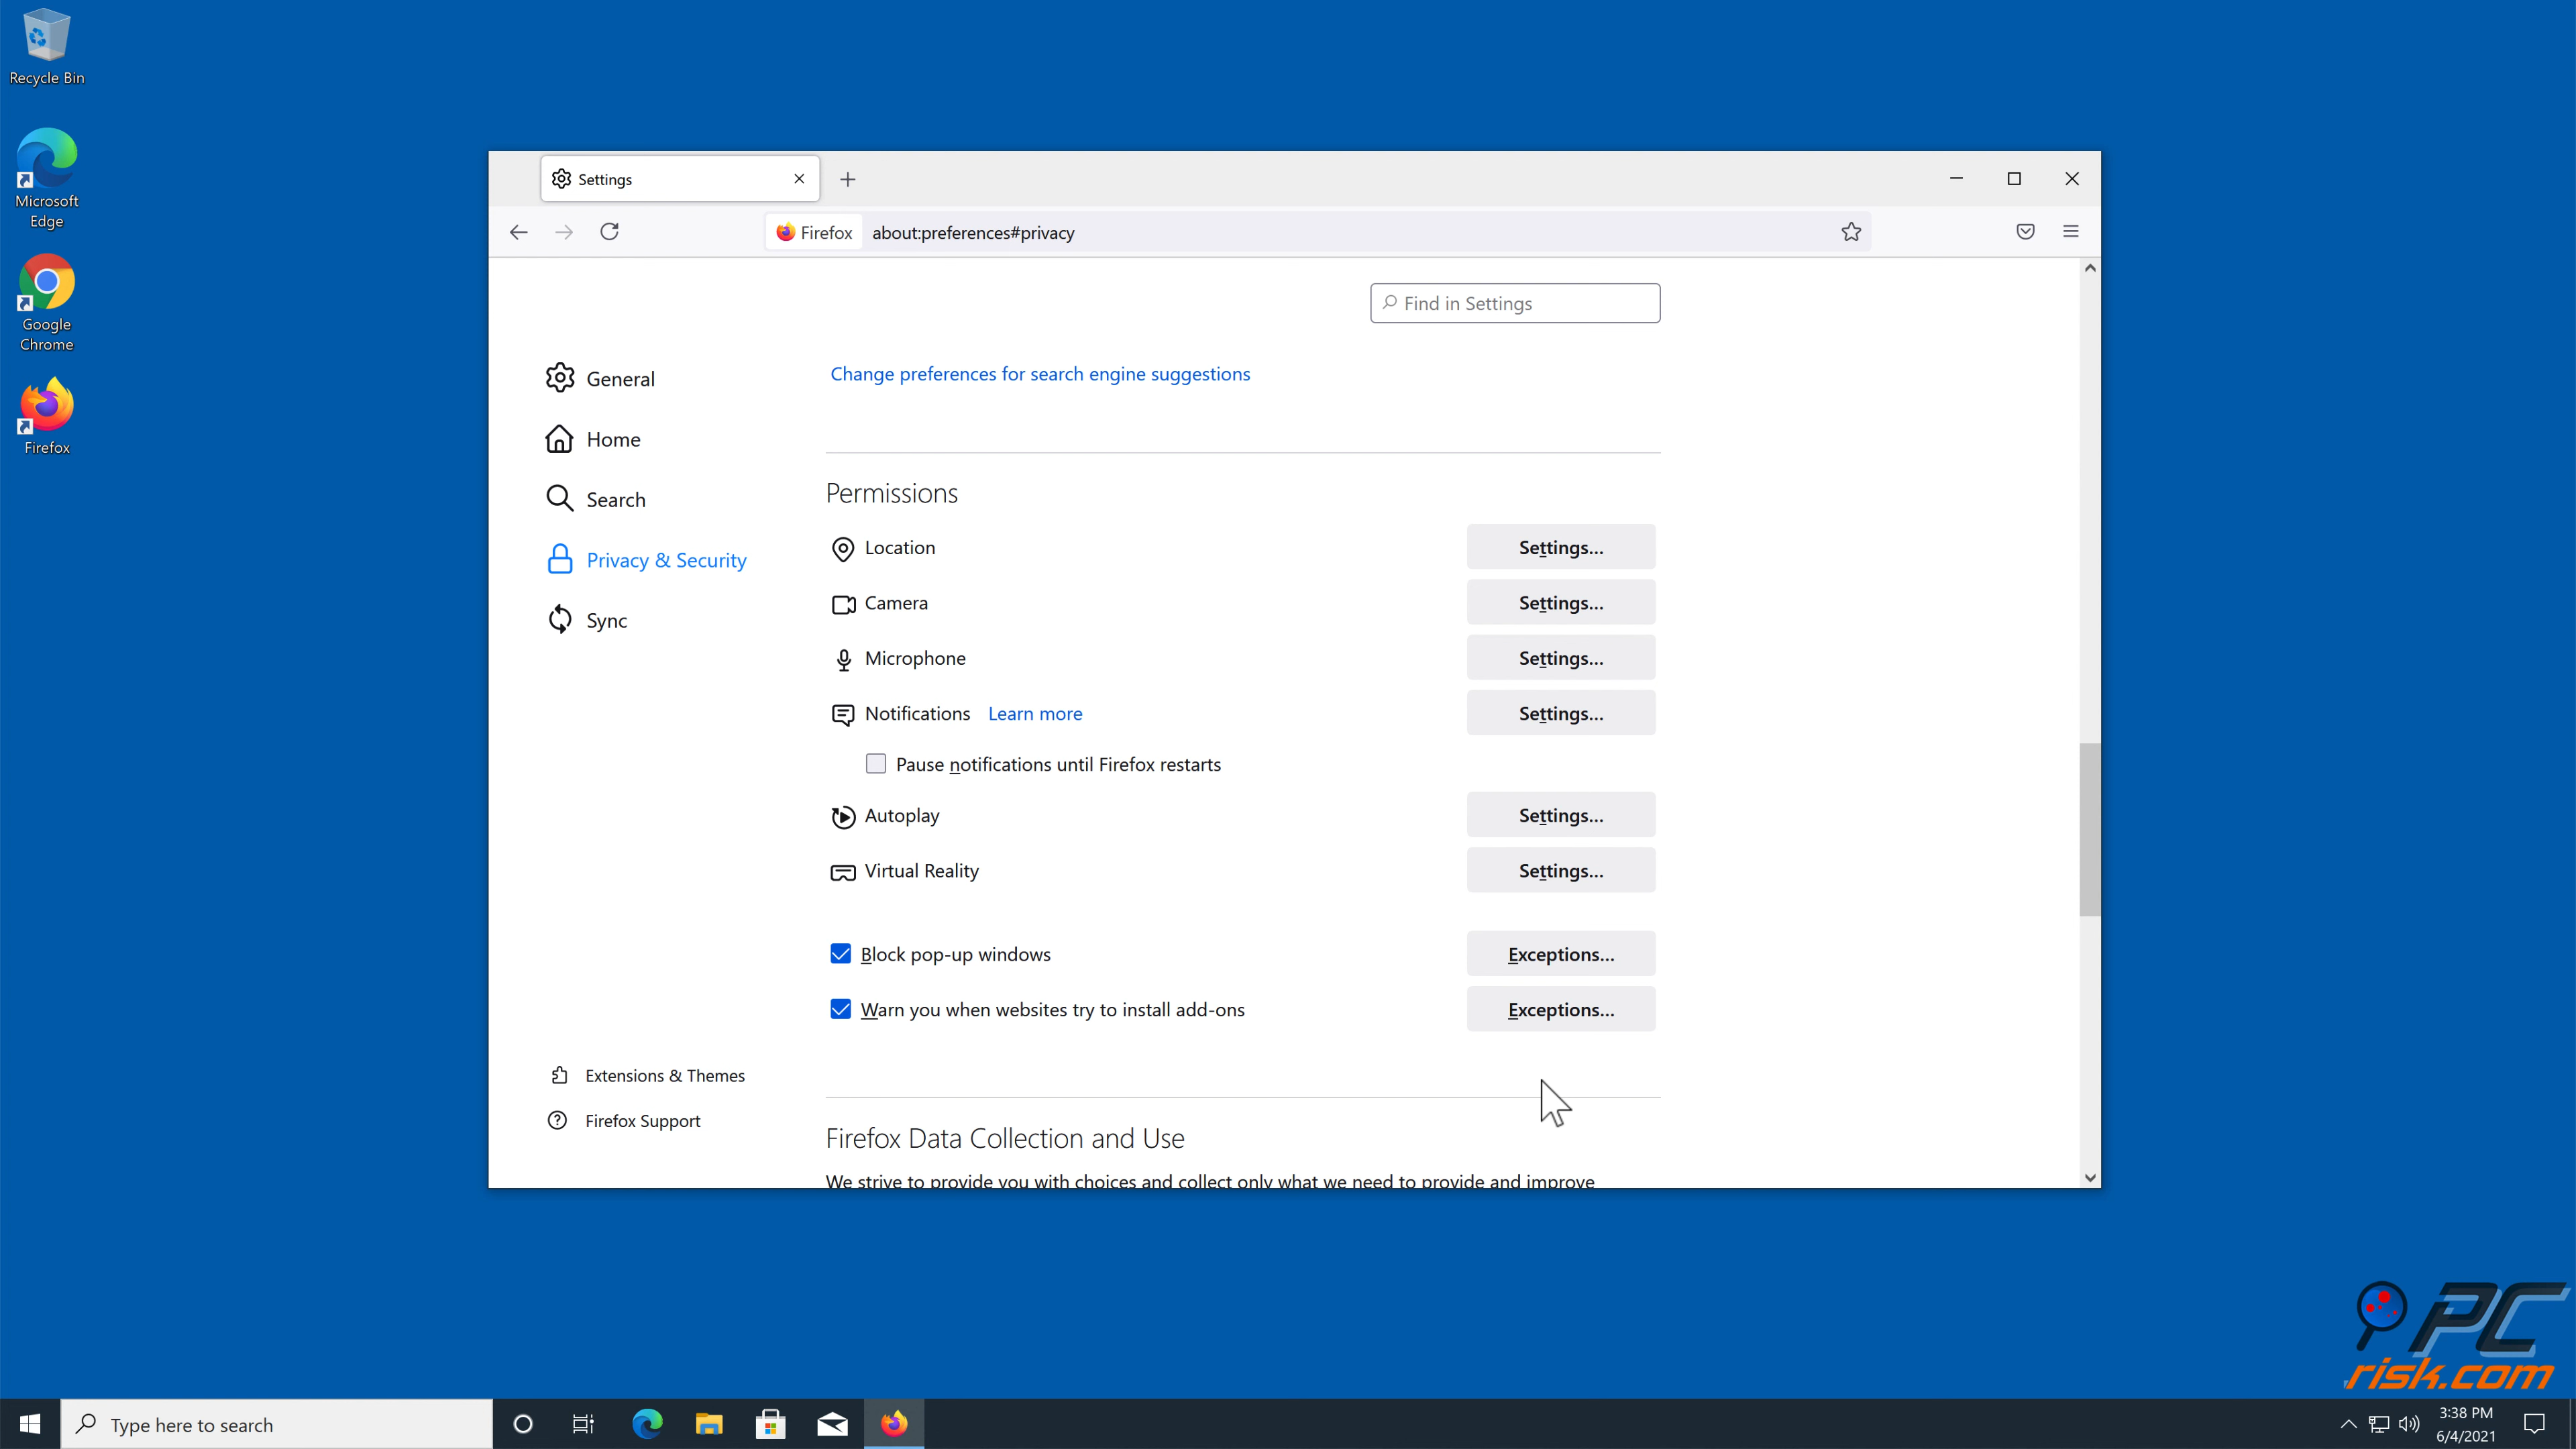 Recycle Bin
Microsoft
Edge
Google
Chrome
Firefox
Settings
Firefox
about:preferences#privacy
Find in Settings
General
Home
Search
Privacy & Security
Sync
Extensions & Themes
Firefox Support
Change preferences for search engine suggestions
Permissions
Location Settings...
Camera Settings...
Microphone Settings...
Notifications Learn more Settings...
Pause notifications until Firefox restarts
Autoplay Settings...
Virtual Reality Settings...
Block pop-up windows Exceptions...
Warn you when websites try to install add-ons Exceptions...
Firefox Data Collection and Use
We strive to provide you with choices and collect only what we need to provide and improve
PC
risk.com
Type here to search
3:38 PM
6/4/2021